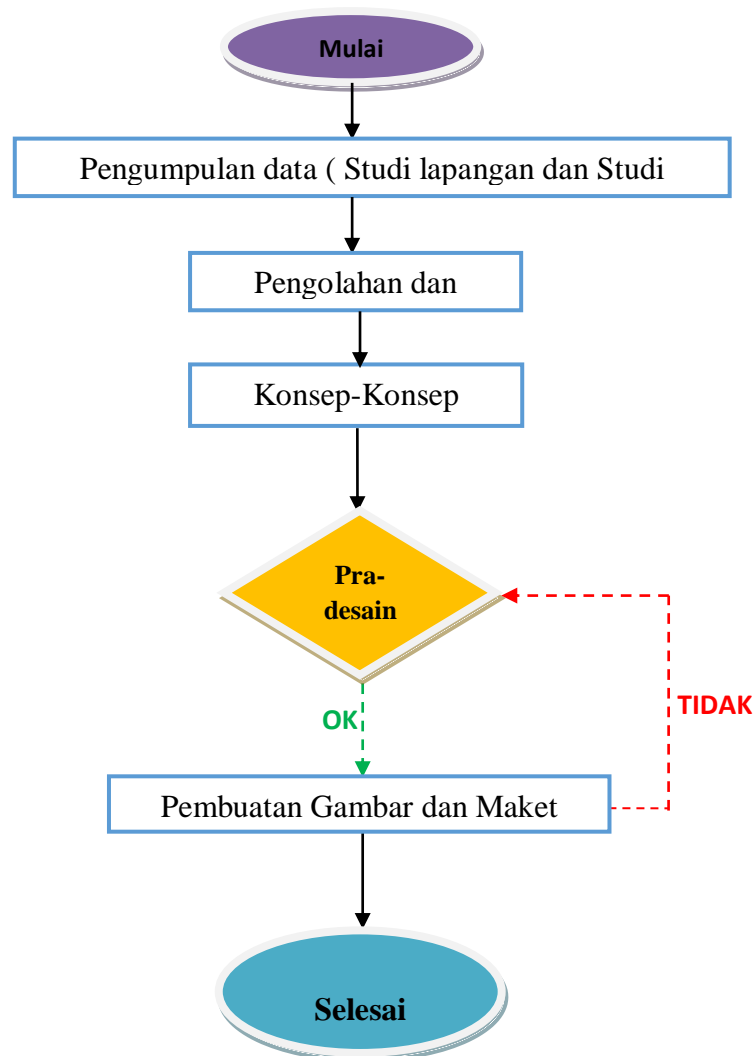 Mulai
Pengumpulan data ( Studi lapangan dan Studi
Pengolahan dan
Konsep-Konsep
Pra-
desain
OK
TIDAK
Pembuatan Gambar dan Maket
Selesai